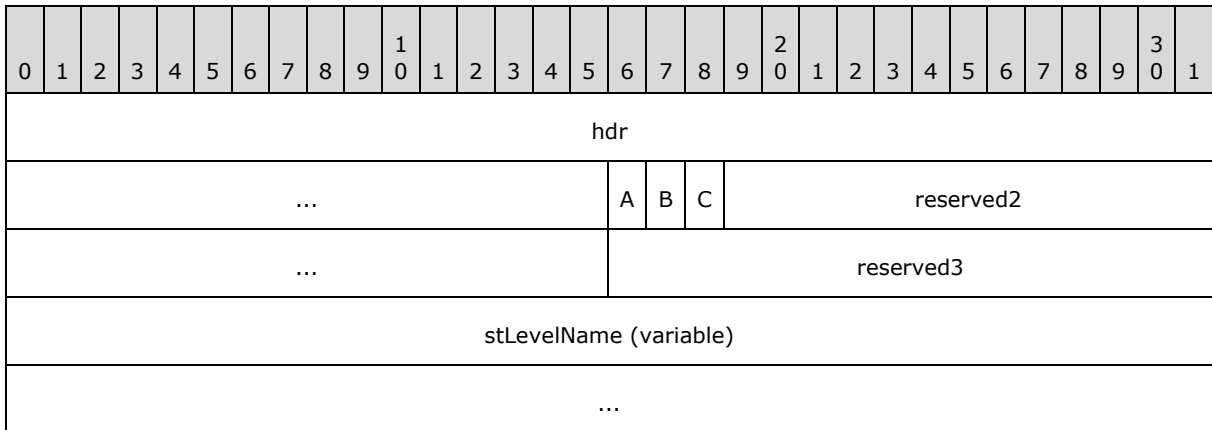 1 2 3
0 1 2 3 4 5 6 7 8 9 0 1 2 3 4 5 6 7 8 9 0 1 2 3 4 5 6 7 8 9 0 1
hdr
... A B C reserved2
... reserved3
stLevelName (variable)
...